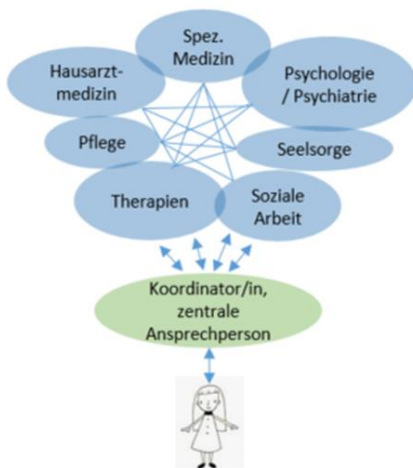 Spez.
Medizin
Hausarzt-
medizin
Psychologie
/ Psychiatrie
Pflege
Seelsorge
Therapien
Soziale
Arbeit
Koordinator/in,
zentrale
Ansprechperson